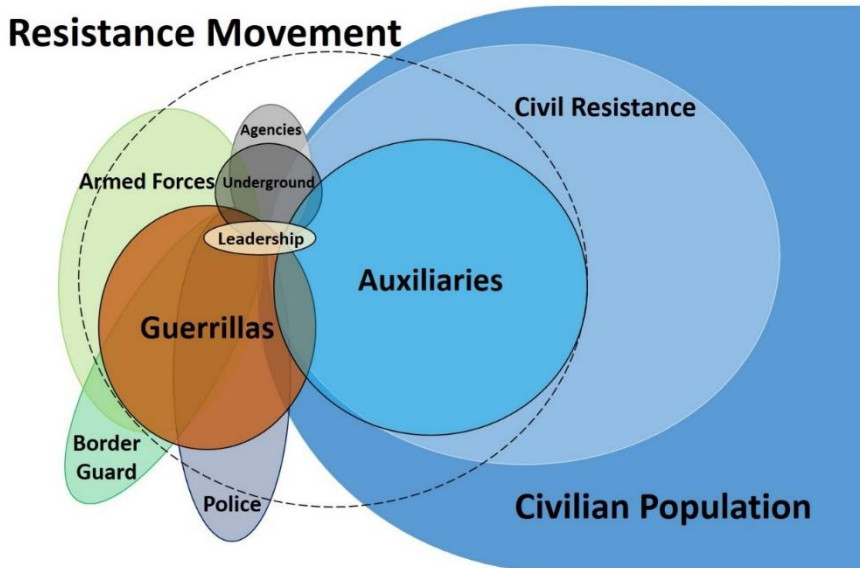 Resistance Movement
Civil Resistance
Agencies
Armed Forces
Underground
Leadership
Auxiliaries
Guerrillas
Border
Guard
Police
Civilian Population